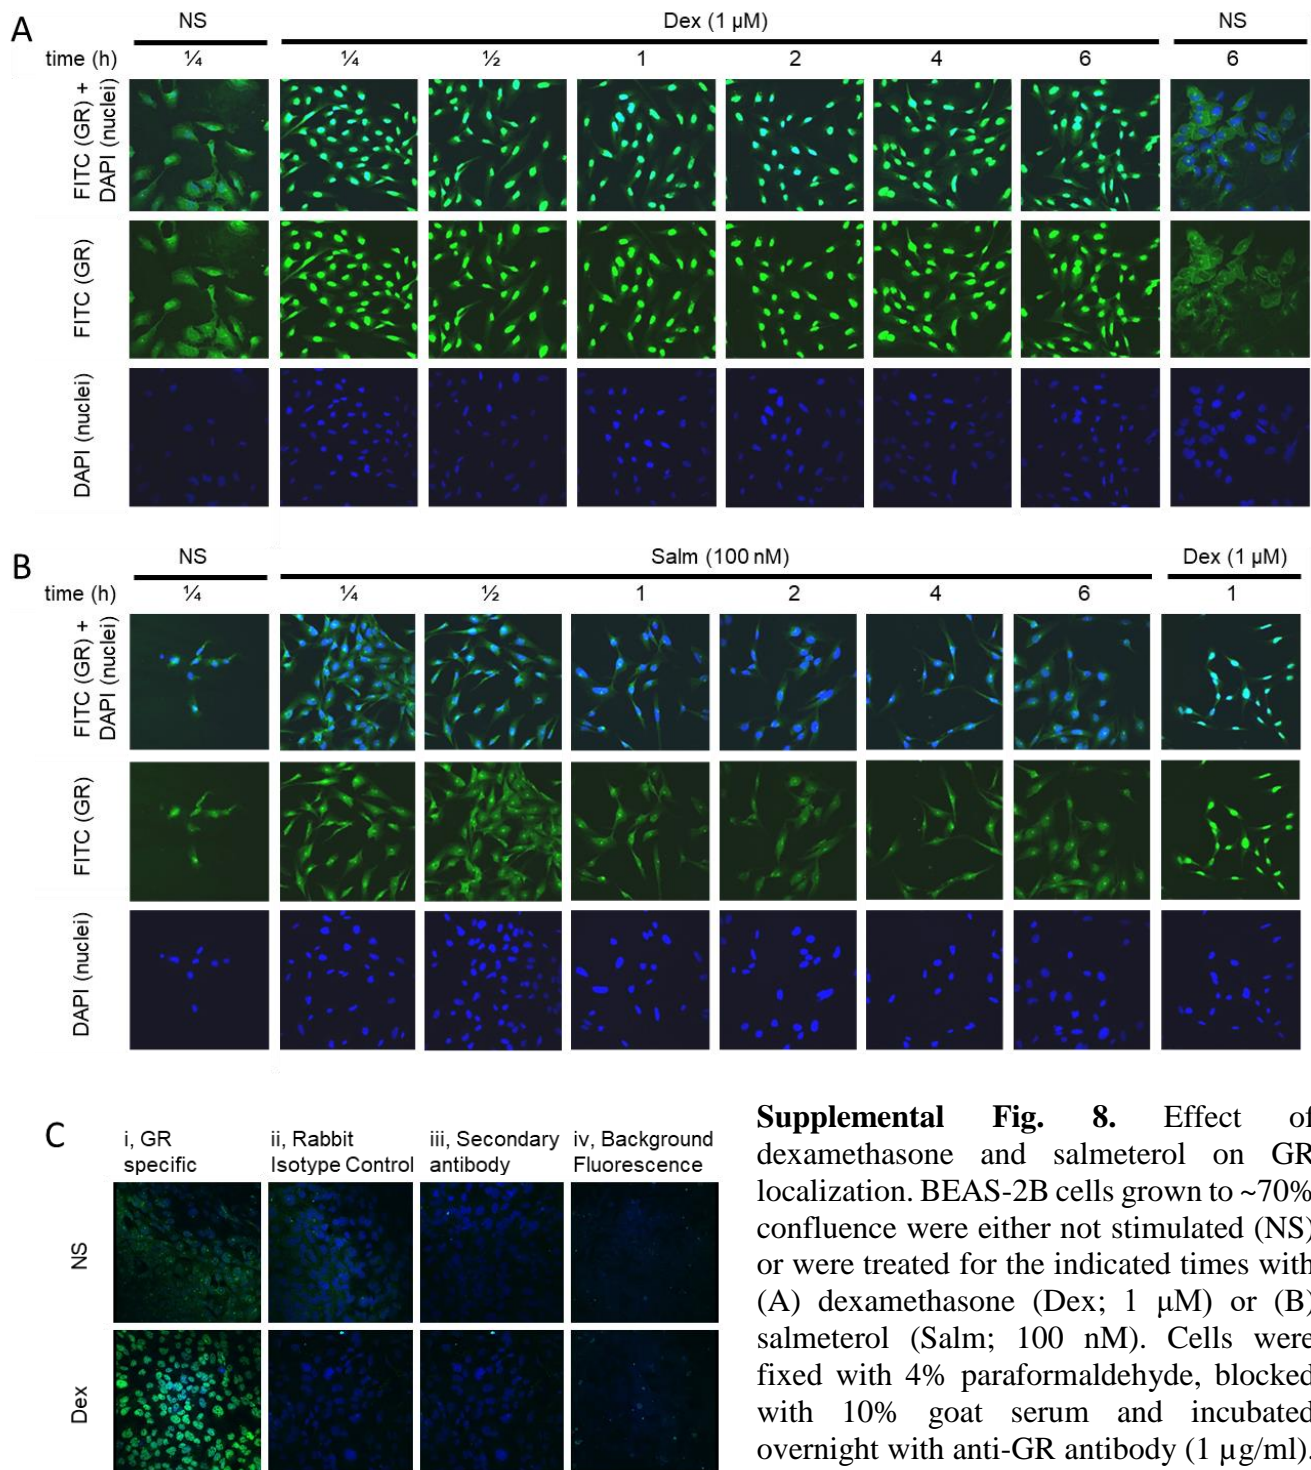 A
NS
Dex (1 µM)
NS
time (h)
¼
¼
½
1
2
4
6
6
FITC (GR) +
DAPI (nuclei)
FITC (GR)
DAPI (nuclei)
B
NS
Salm (100 nM)
Dex (1 µM)
time (h)
¼
¼
½
1
2
4
6
1
FITC (GR) +
DAPI (nuclei)
FITC (GR)
DAPI (nuclei)
C
i, GR
specific
ii, Rabbit
Isotype Control
iii, Secondary
antibody
iv, Background
Fluorescence
NS
Dex
Supplemental Fig. 8. Effect of
dexamethasone and salmeterol on GR
localization. BEAS-2B cells grown to ~70%
confluence were either not stimulated (NS)
or were treated for the indicated times with
(A) dexamethasone (Dex; 1 µM) or (B)
salmeterol (Salm; 100 nM). Cells were
fixed with 4% paraformaldehyde, blocked
with 10% goat serum and incubated
overnight with anti-GR antibody (1 µg/ml).